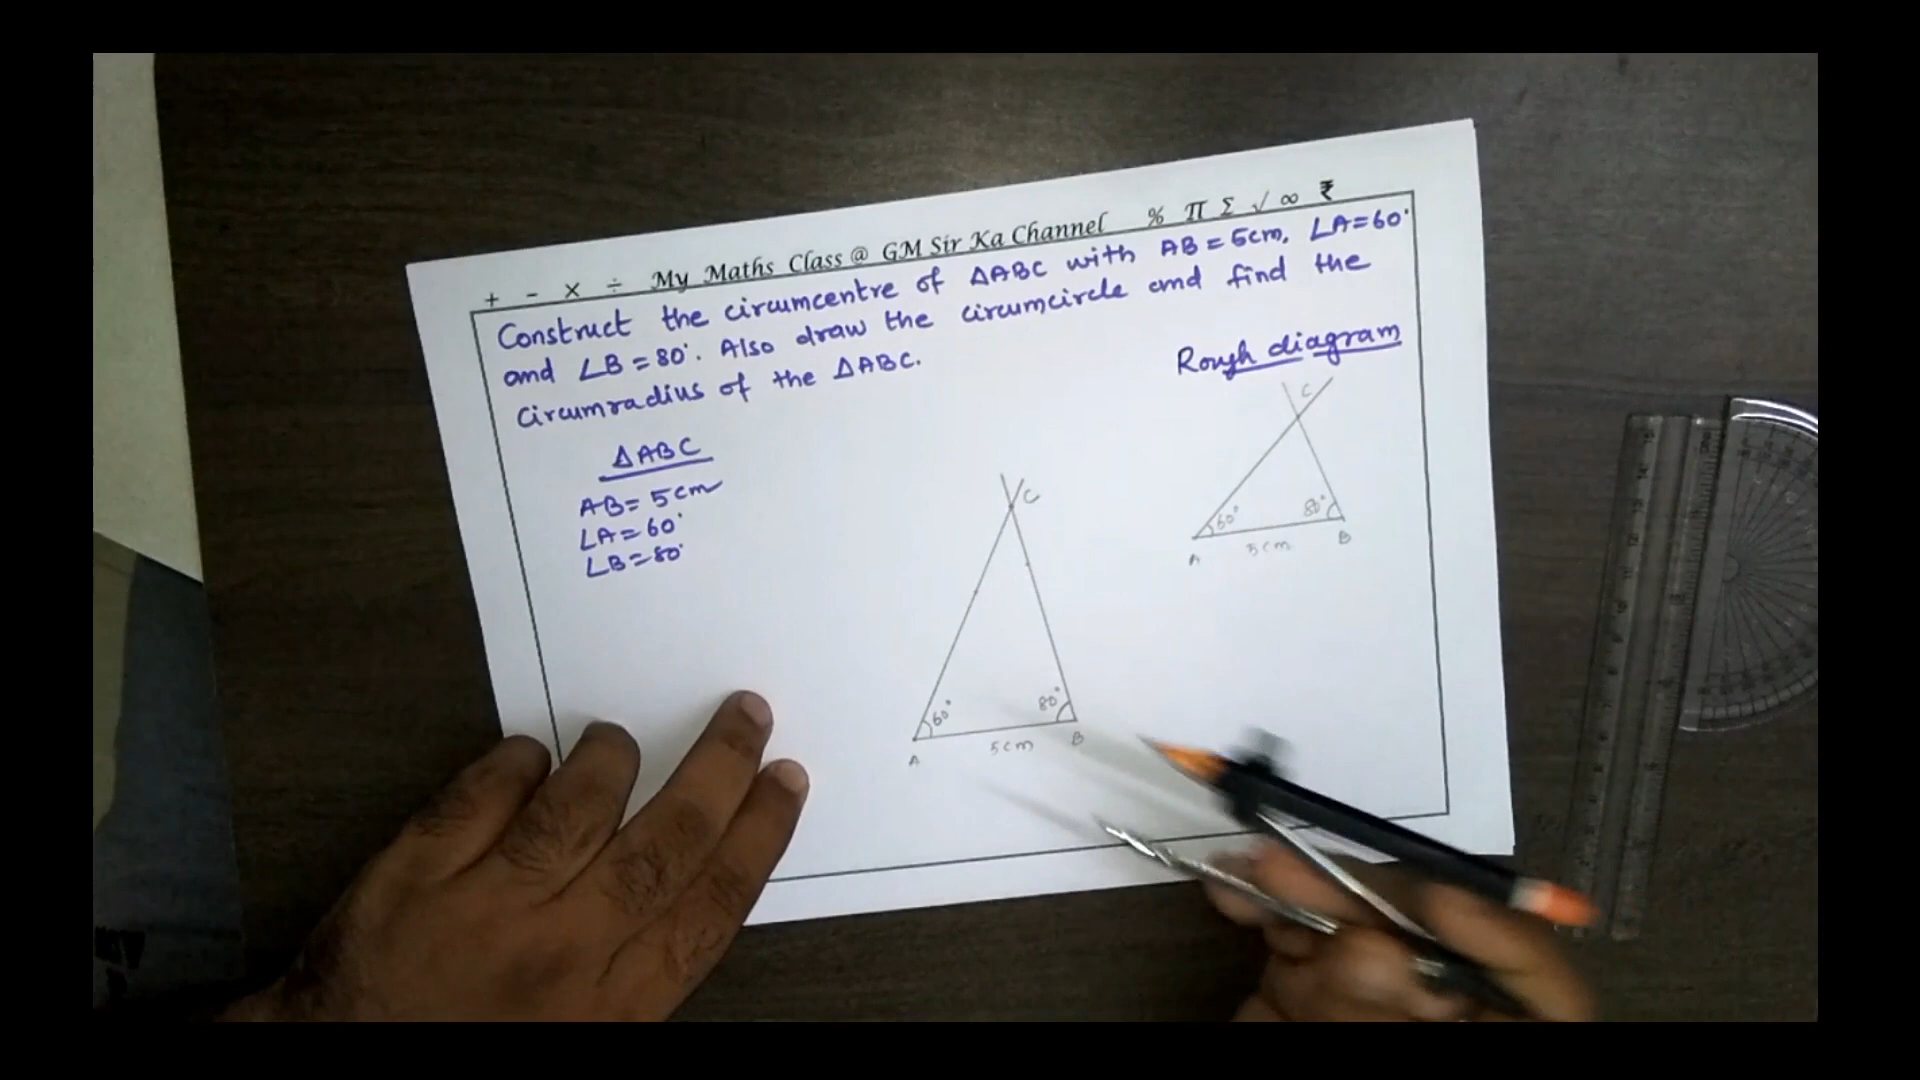 + - × ÷ My Maths Class @ GM Sir Ka Channel % Π Σ √ ∞ ₹
Construct the circumcentre of ΔABC with AB = 5cm, ∠A=60°
and ∠B = 80°. Also draw the circumcircle and find the
Circumradius of the ΔABC.
Rough diagram
C
60°
80°
A
5cm
B
ΔABC
AB= 5cm
∠A=60°
∠B=80°
C
60°
80°
A
5cm
B